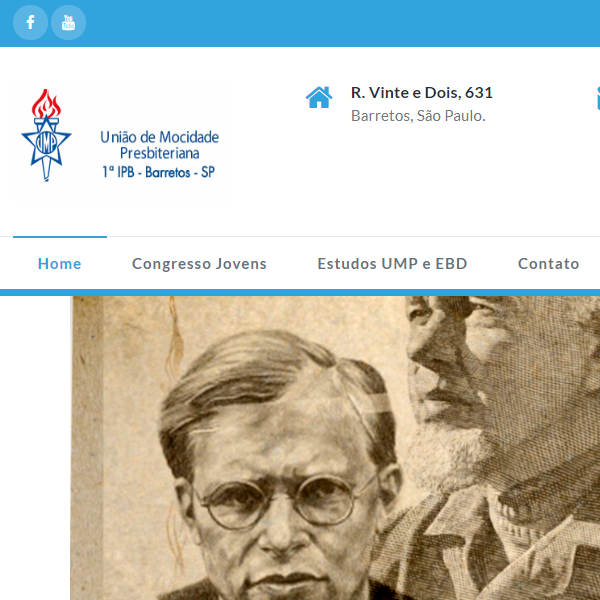 You
Tube
R. Vinte e Dois, 631
Barretos, São Paulo.
UMP
União de Mocidade
Presbiteriana
1ª IPB - Barretos - SP
Home
Congresso Jovens
Estudos UMP e EBD
Contato